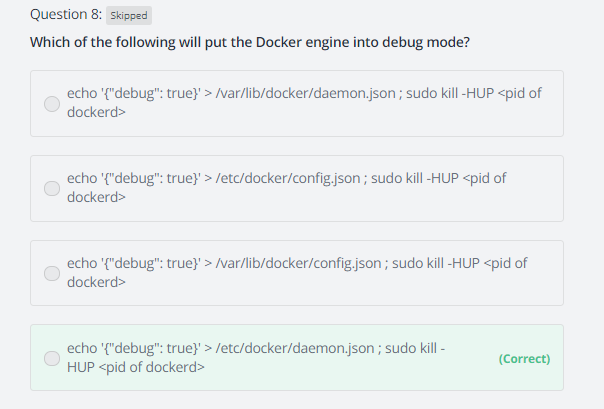 Question 8: Skipped
Which of the following will put the Docker engine into debug mode?
echo '{"debug": true}' > /var/lib/docker/daemon.json ; sudo kill -HUP <pid of
dockerd>
echo '{"debug": true}' > /etc/docker/config.json ; sudo kill -HUP <pid of
dockerd>
echo '{"debug": true}' > /var/lib/docker/config.json ; sudo kill -HUP <pid of
dockerd>
echo '{"debug": true}' > /etc/docker/daemon.json ; sudo kill -
HUP <pid of dockerd>
(Correct)